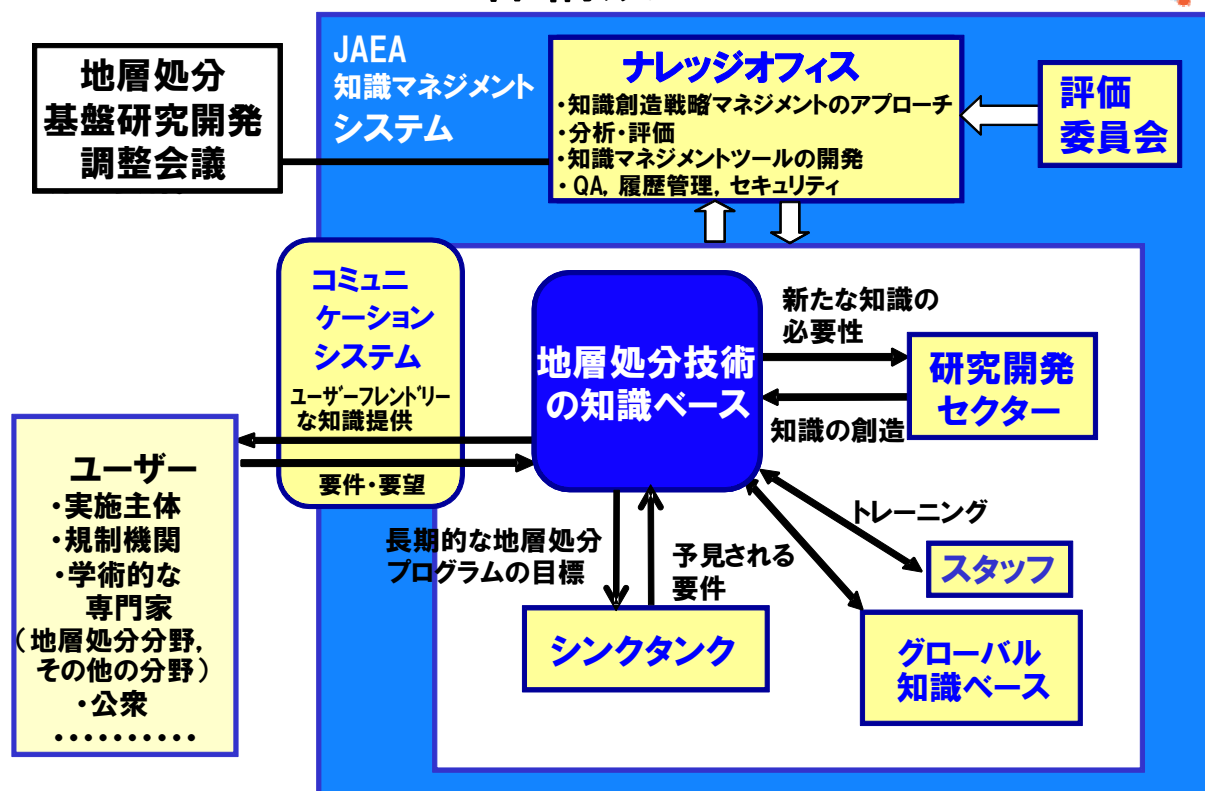 地層処分
基盤研究開発
調整会議
JAEA
知識マネジメント
システム
ナレッジオフィス
・知識創造戦略マネジメントのアプローチ
・分析・評価
・知識マネジメントツールの開発
・QA, 履歴管理, セキュリティ
評価
委員会
コミュニ
ケーション
システム
ユーザーフレンドリー
な知識提供
要件・要望
地層処分技術
の知識ベース
新たな知識の
必要性
研究開発
セクター
知識の創造
ユーザー
・実施主体
・規制機関
・学術的な
専門家
（地層処分分野,
その他の分野）
・公衆
・・・・・・・・・・
長期的な地層処分
プログラムの目標
予見される
要件
トレーニング
スタッフ
シンクタンク
グローバル
知識ベース